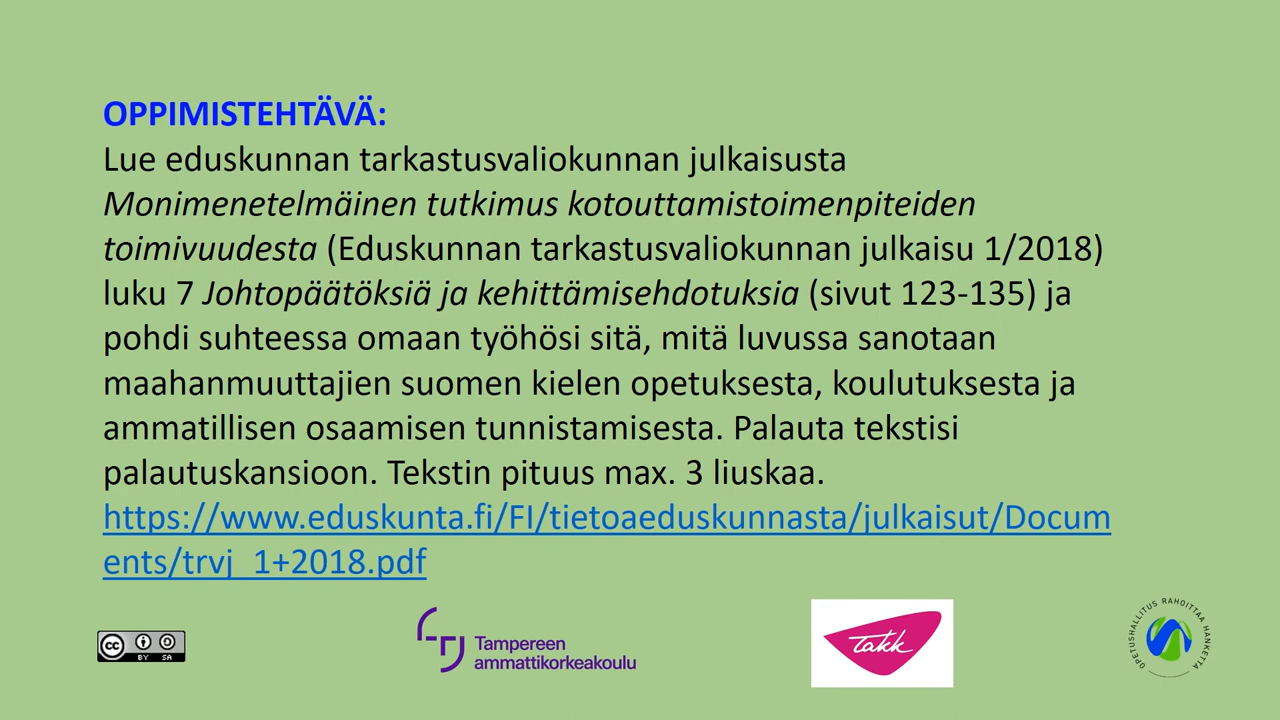 OPPIMISTEHTÄVÄ:
Lue eduskunnan tarkastusvaliokunnan julkaisusta
Monimenetelmäinen tutkimus kotouttamistoimenpiteiden
toimivuudesta (Eduskunnan tarkastusvaliokunnan julkaisu 1/2018)
luku 7 Johtopäätöksiä ja kehittämisehdotuksia (sivut 123-135) ja
pohdi suhteessa omaan työhösi sitä, mitä luvussa sanotaan
maahanmuuttajien suomen kielen opetuksesta, koulutuksesta ja
ammatillisen osaamisen tunnistamisesta. Palauta tekstisi
palautuskansioon. Tekstin pituus max. 3 liuskaa.
https://www.eduskunta.fi/FI/tietoaeduskunnasta/julkaisut/Docum
ents/trvj_1+2018.pdf
cc BY SA
Tampereen
ammattikorkeakoulu
takk
OPETUSHALLITUS RAHOITTAA HANKETTA